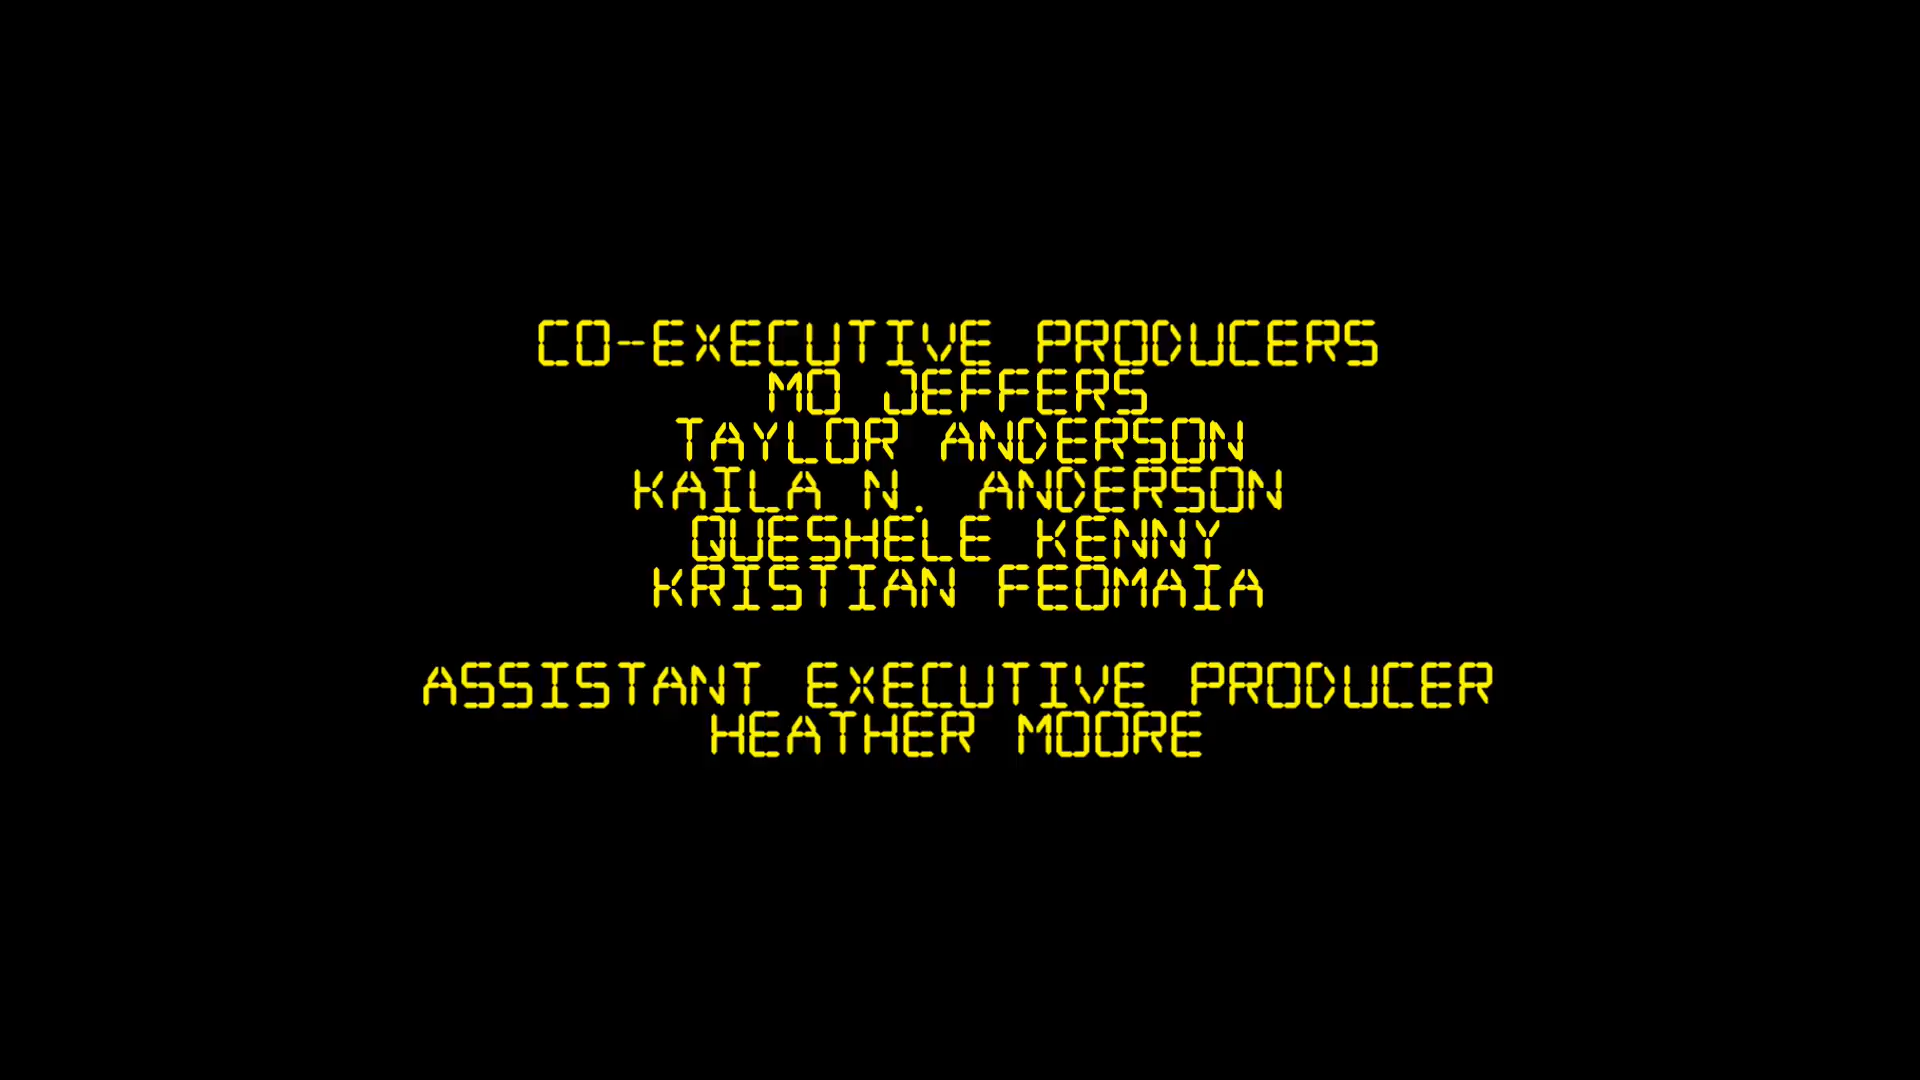 CO-EXECUTIVE PRODUCERS
MO JEFFERS
TAYLOR ANDERSON
KAILA N. ANDERSON
QUESHELE KENNY
KRISTIAN FEOMAIA
ASSISTANT EXECUTIVE PRODUCER
HEATHER MOORE